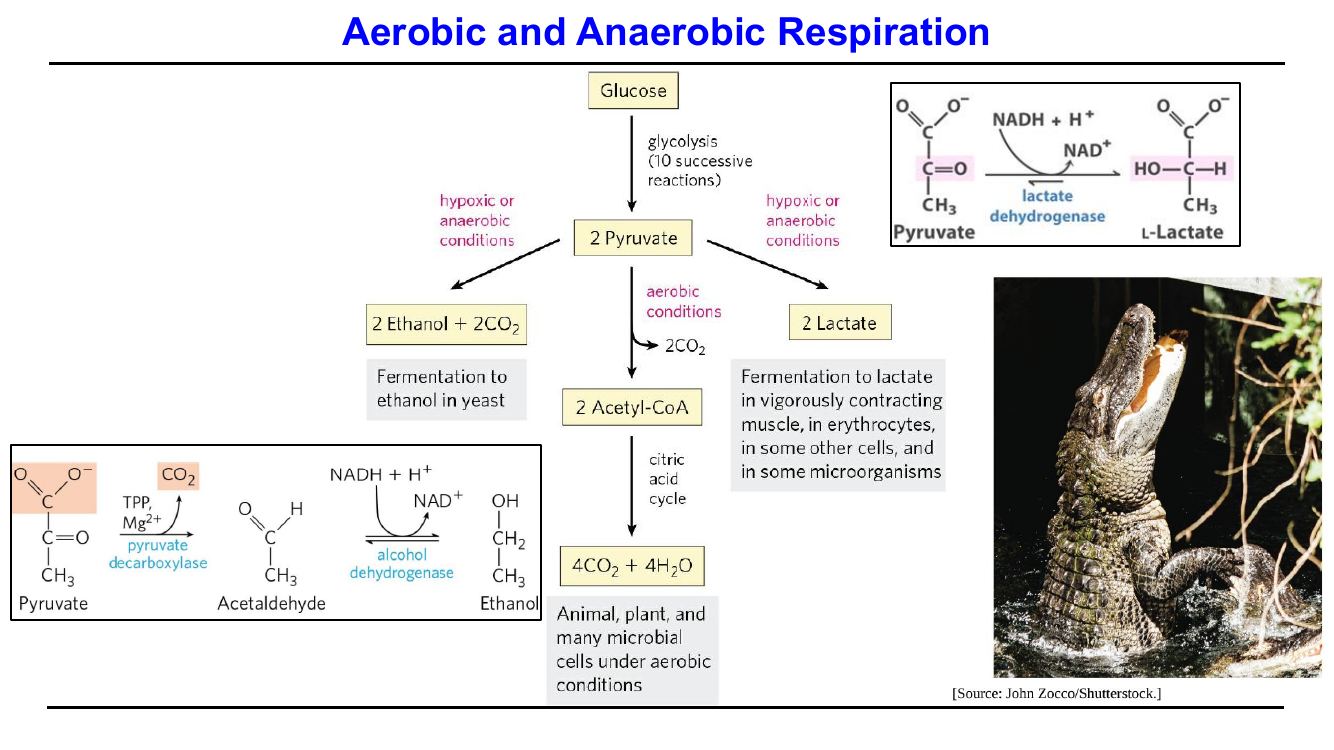 Aerobic and Anaerobic Respiration
Glucose
glycolysis
(10 successive
reactions)
hypoxic or
anaerobic
conditions
hypoxic or
anaerobic
conditions
2 Pyruvate
aerobic
conditions
2 Ethanol + 2CO₂
2CO₂
2 Lactate
Fermentation to
ethanol in yeast
2 Acetyl-CoA
Fermentation to lactate
in vigorously contracting
muscle, in erythrocytes,
in some other cells, and
in some microorganisms
citric
acid
cycle
4CO₂ + 4H₂O
Animal, plant, and
many microbial
cells under aerobic
conditions
O O⁻
C
C=O
CH₃
Pyruvate
NADH + H⁺
NAD⁺
lactate
dehydrogenase
O O⁻
C
HO—C—H
CH₃
L-Lactate
O O⁻
C
C=O
CH₃
Pyruvate
CO₂
TPP,
Mg²⁺
pyruvate
decarboxylase
O H
C
CH₃
Acetaldehyde
NADH + H⁺
NAD⁺
alcohol
dehydrogenase
OH
CH₂
CH₃
Ethanol
[Source: John Zocco/Shutterstock.]